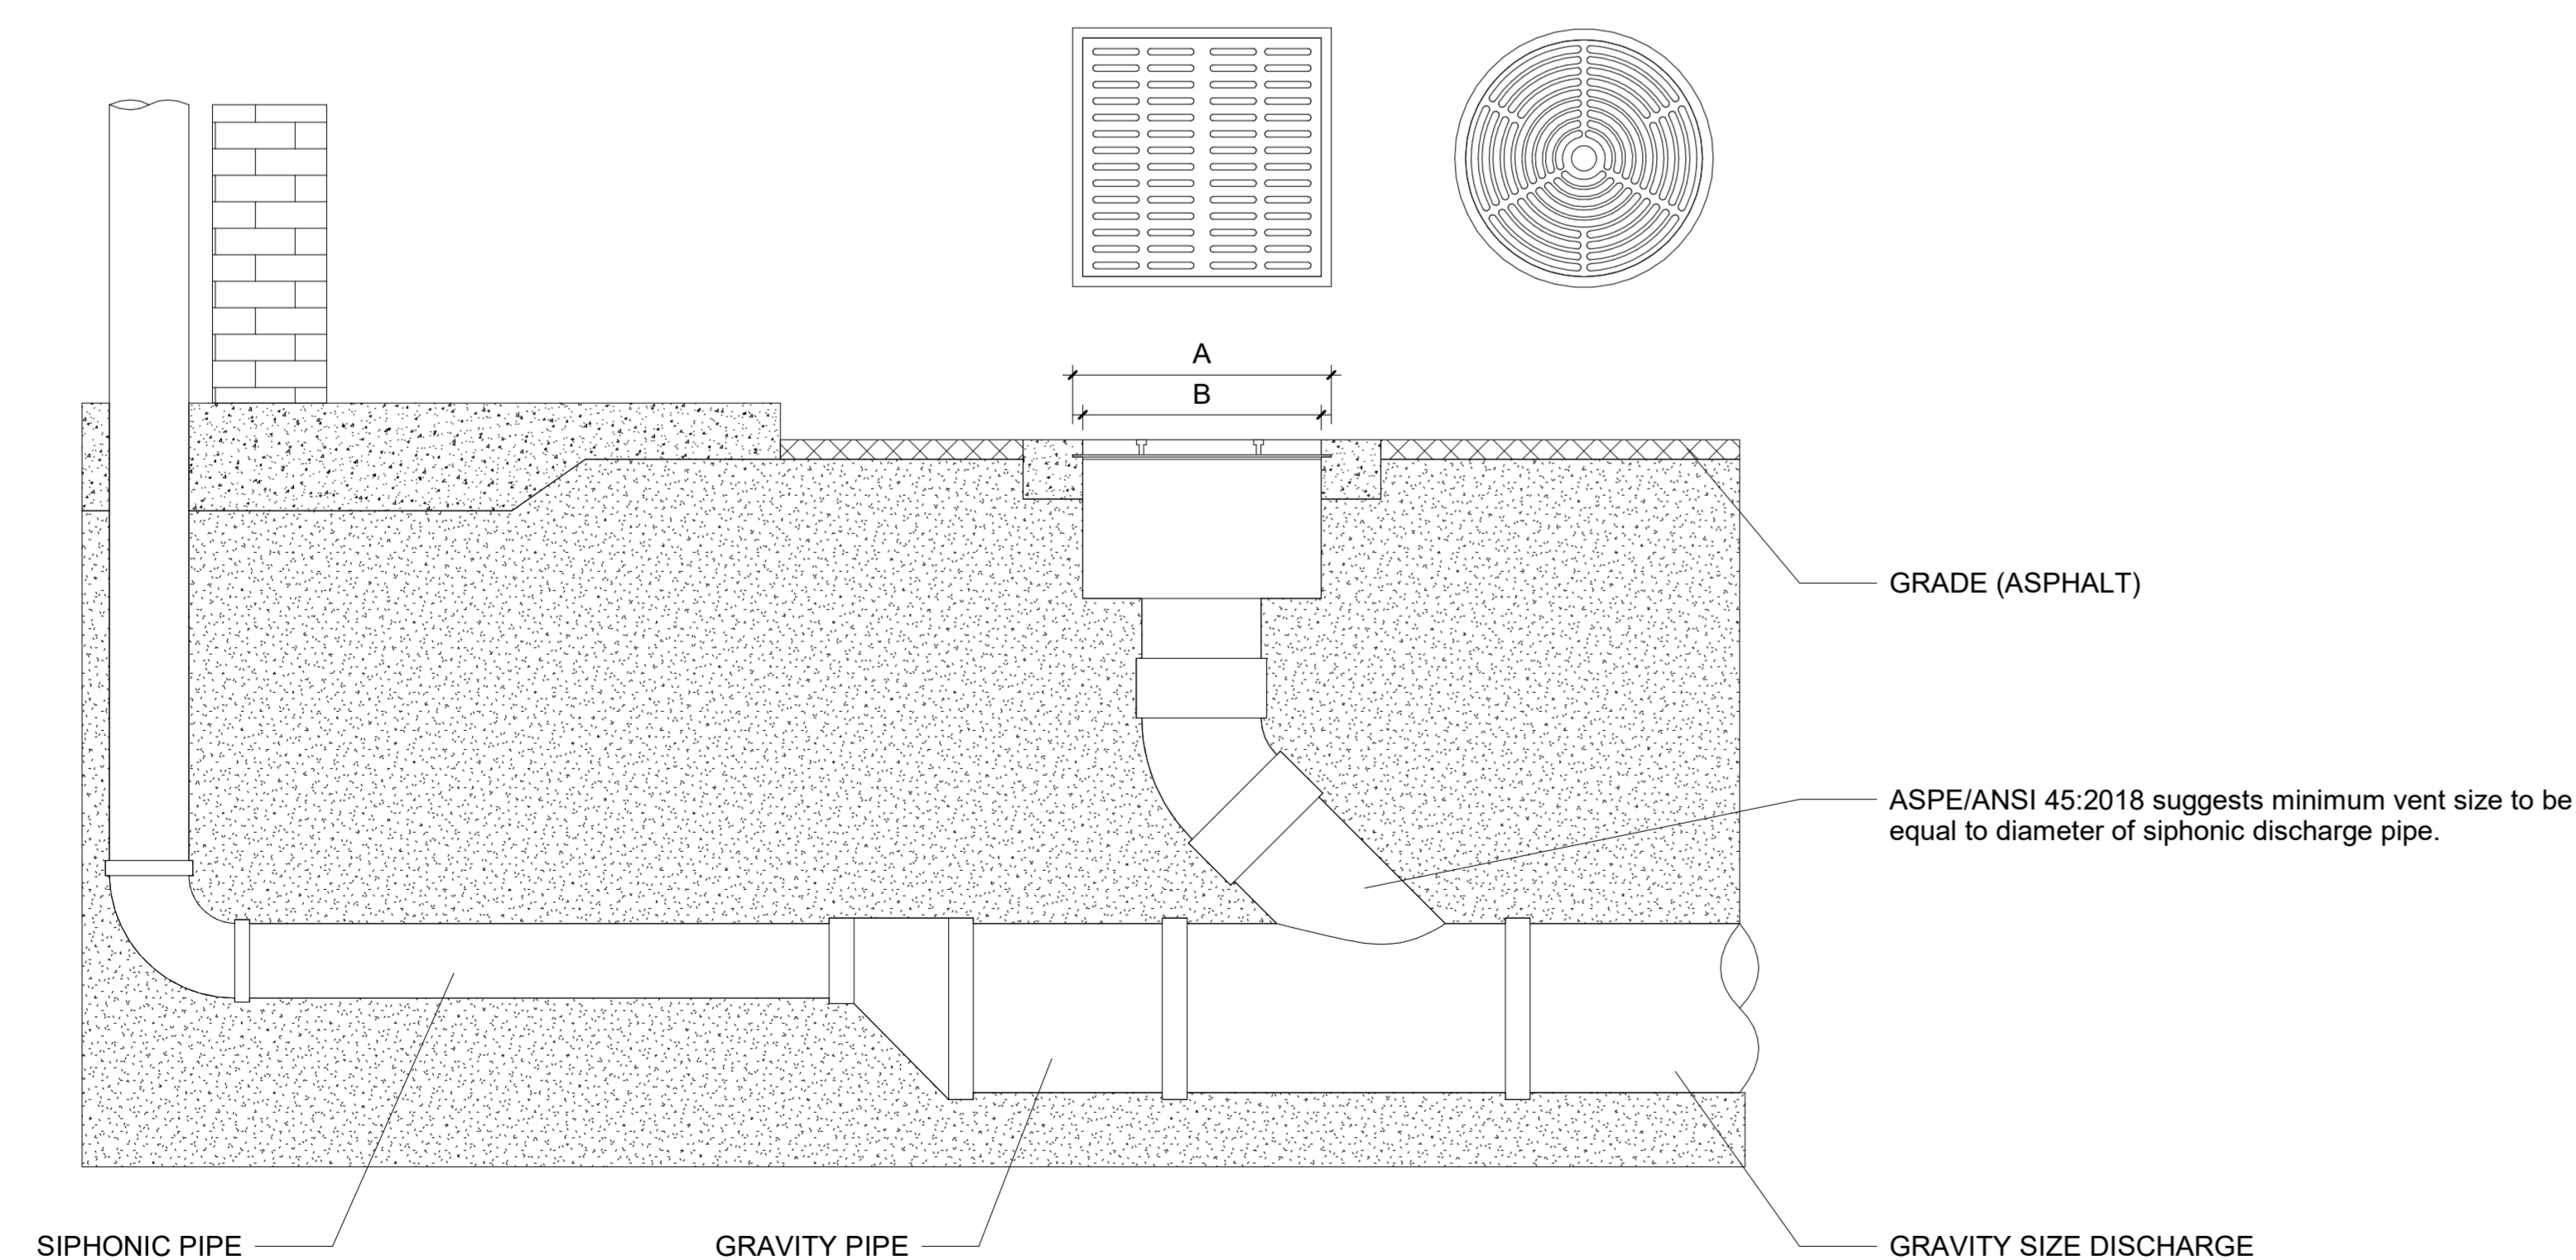 A
B
GRADE (ASPHALT)
ASPE/ANSI 45:2018 suggests minimum vent size to be
equal to diameter of siphonic discharge pipe.
SIPHONIC PIPE
GRAVITY PIPE
GRAVITY SIZE DISCHARGE